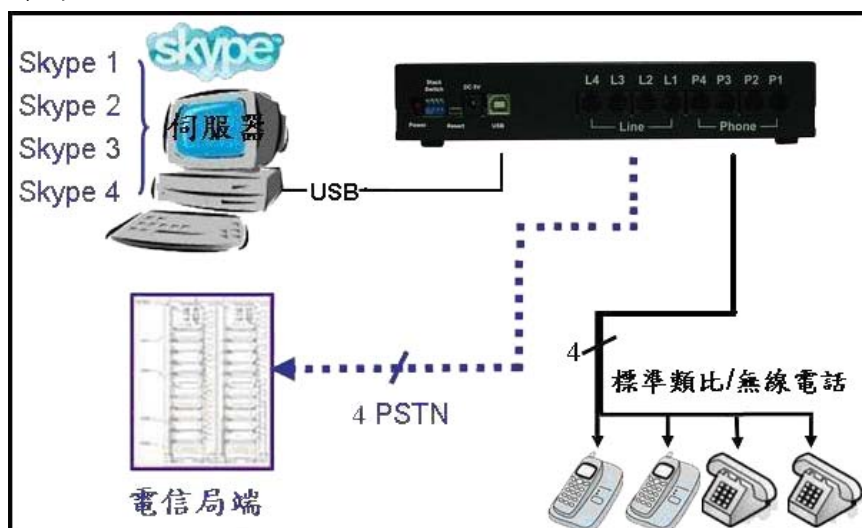 Skype 1
Skype 2
Skype 3
Skype 4
skype
伺服器
USB
Stack
Switch
DC 5V
Power
Reset
USB
L4 L3 L2 L1 P4 P3 P2 P1
Line Phone
4 PSTN
4
標準類比/無線電話
電信局端